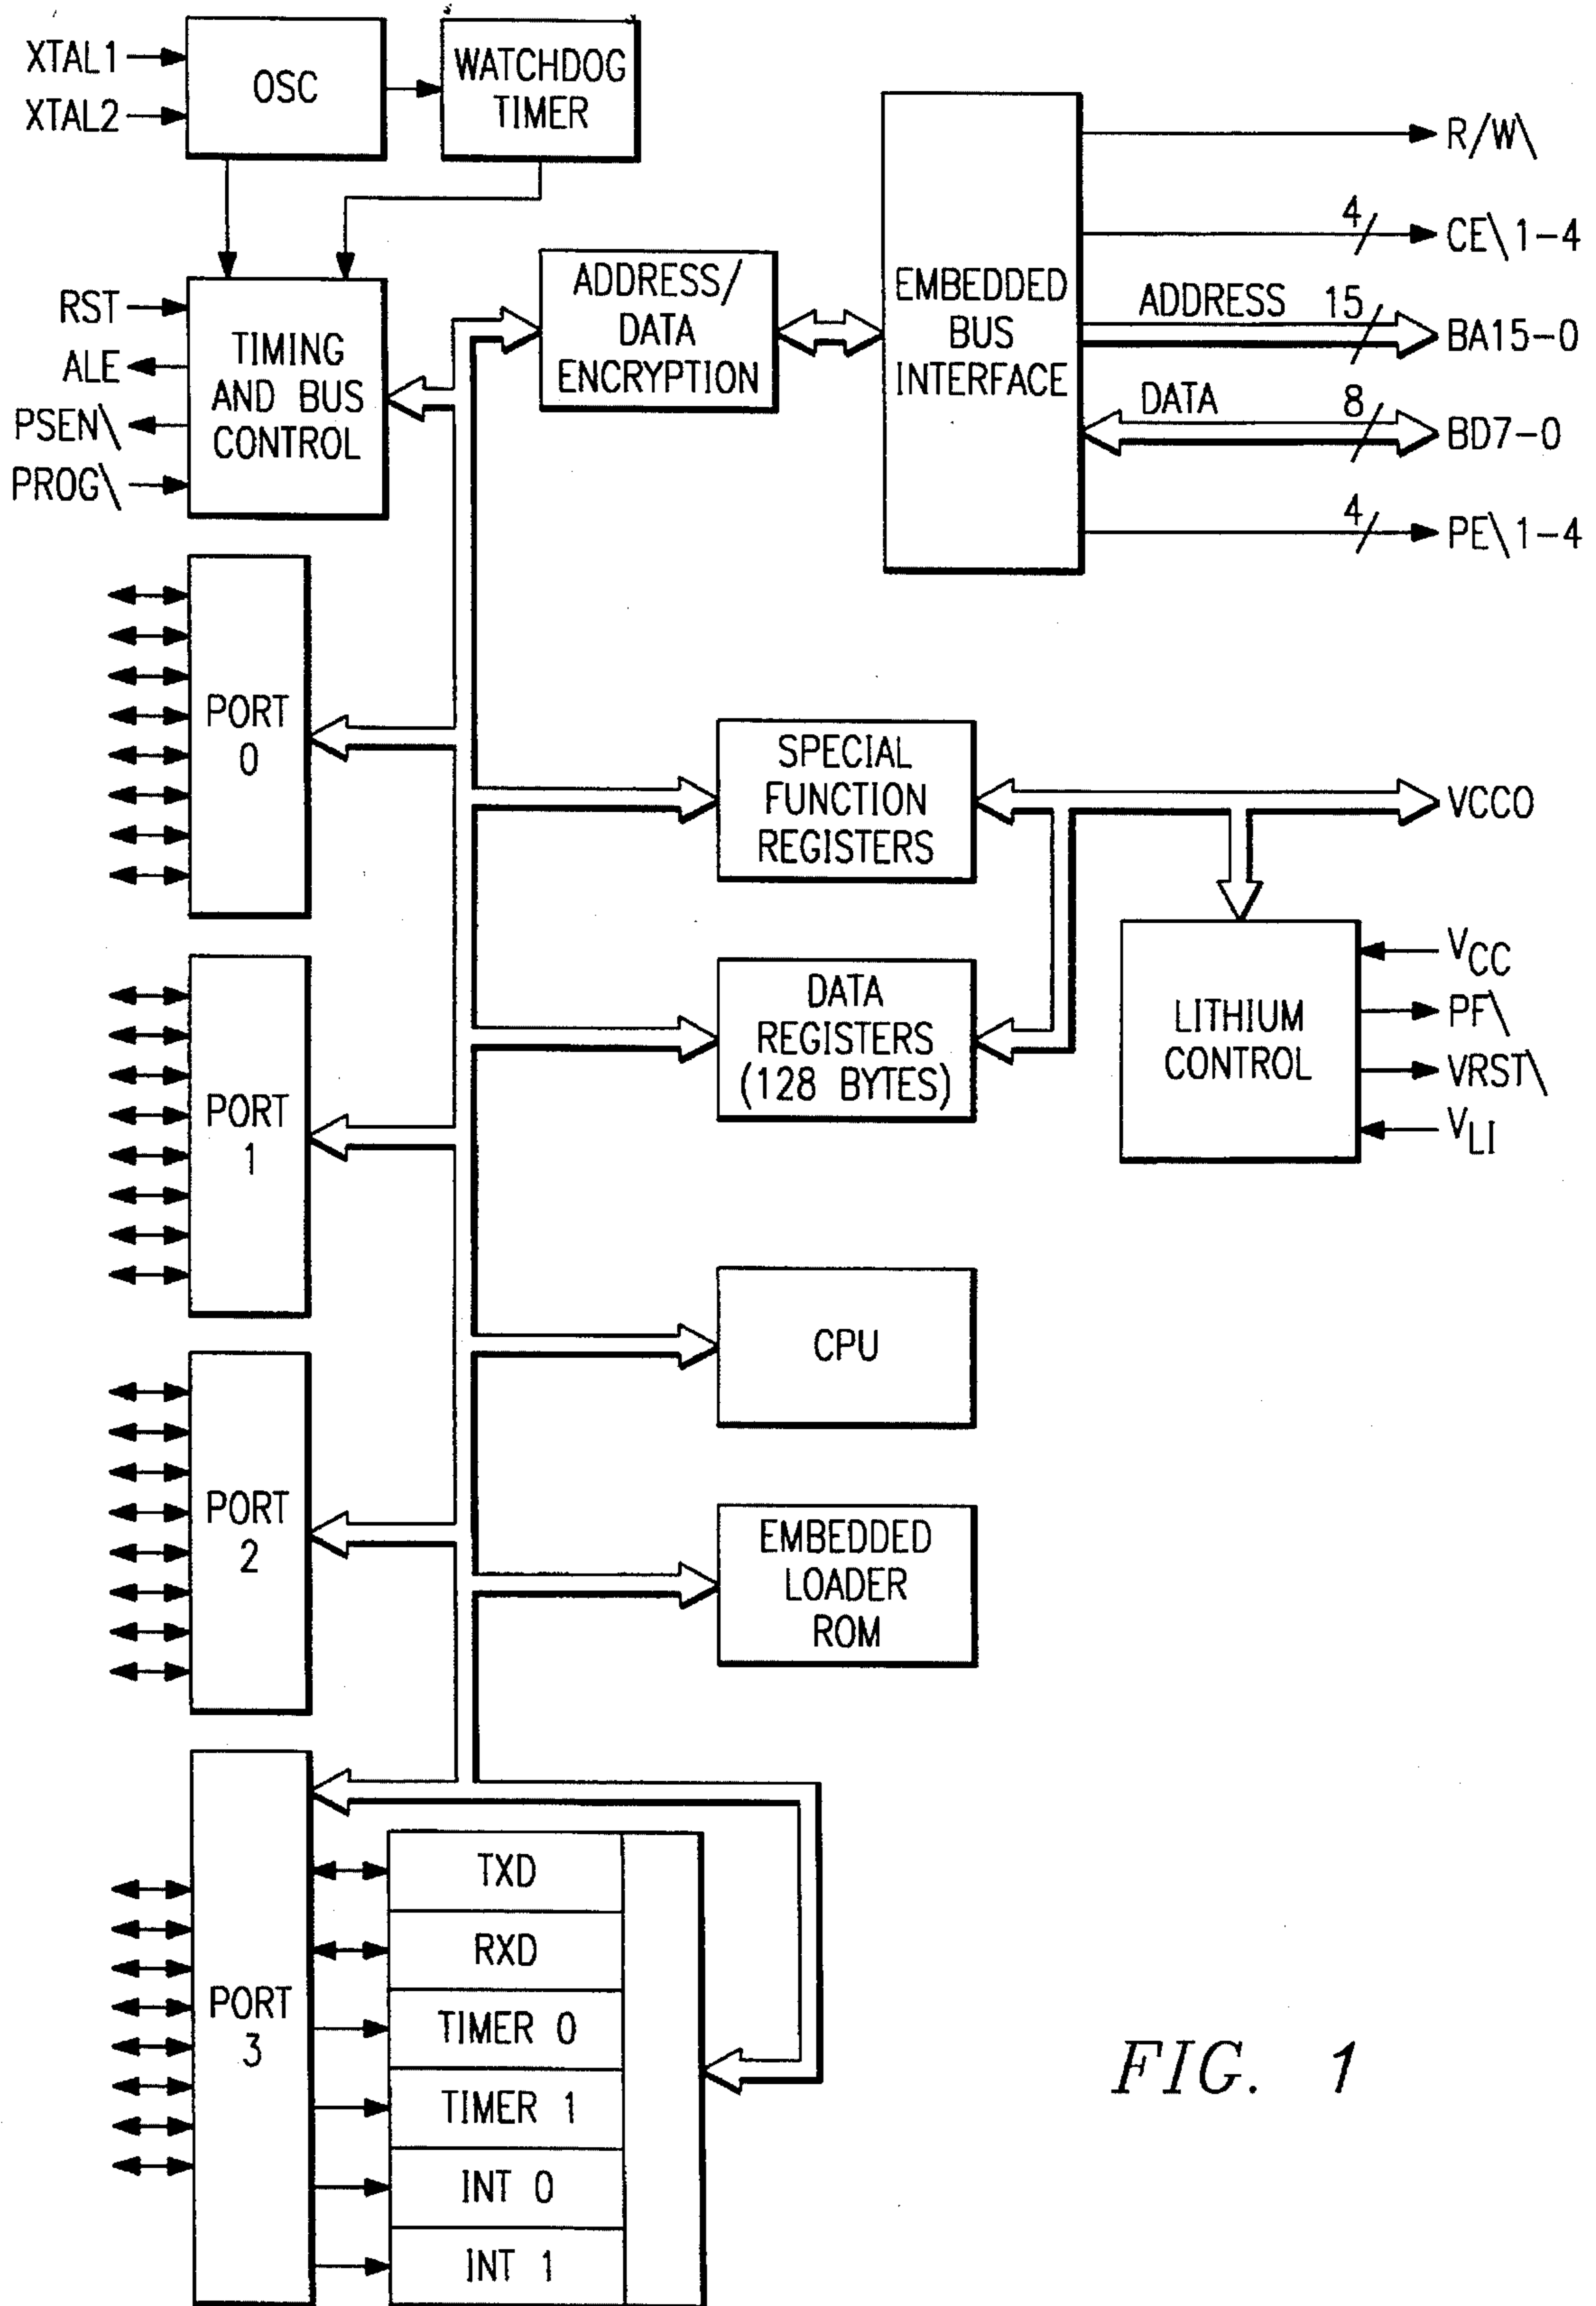 XTAL1
XTAL2
OSC
WATCHDOG
TIMER
RST
ALE
PSEN\
PROG\
TIMING
AND BUS
CONTROL
ADDRESS/
DATA
ENCRYPTION
EMBEDDED
BUS
INTERFACE
R/W\
4
CE\1-4
ADDRESS 15
BA15-0
DATA 8
BD7-0
4
PE\1-4
PORT
0
SPECIAL
FUNCTION
REGISTERS
VCCO
PORT
1
DATA
REGISTERS
(128 BYTES)
LITHIUM
CONTROL
VCC
PF\
VRST\
VLI
CPU
PORT
2
EMBEDDED
LOADER
ROM
PORT
3
TXD
RXD
TIMER 0
TIMER 1
INT 0
INT 1
FIG. 1